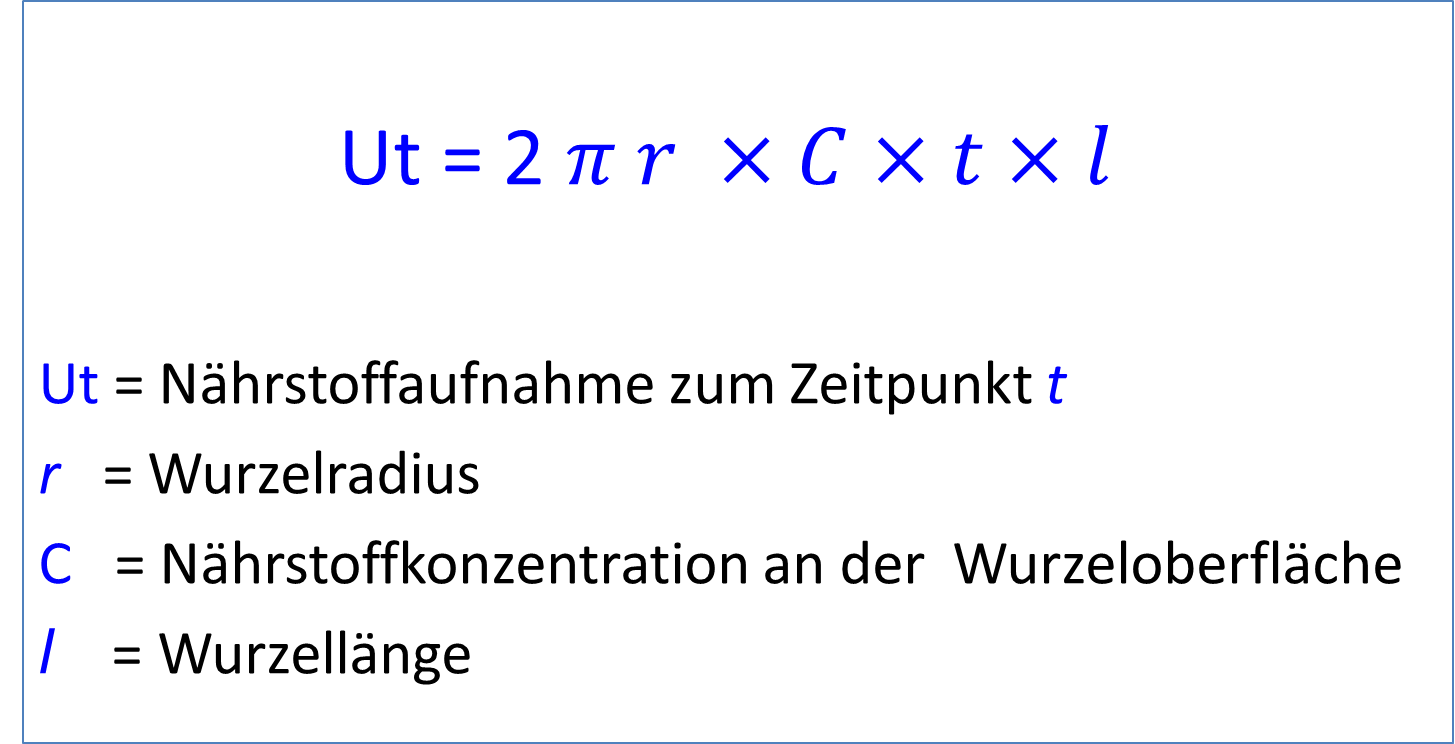 Ut = 2 π r × C × t × l
Ut = Nährstoffaufnahme zum Zeitpunkt t
r = Wurzelradius
C = Nährstoffkonzentration an der Wurzeloberfläche
l = Wurzellänge